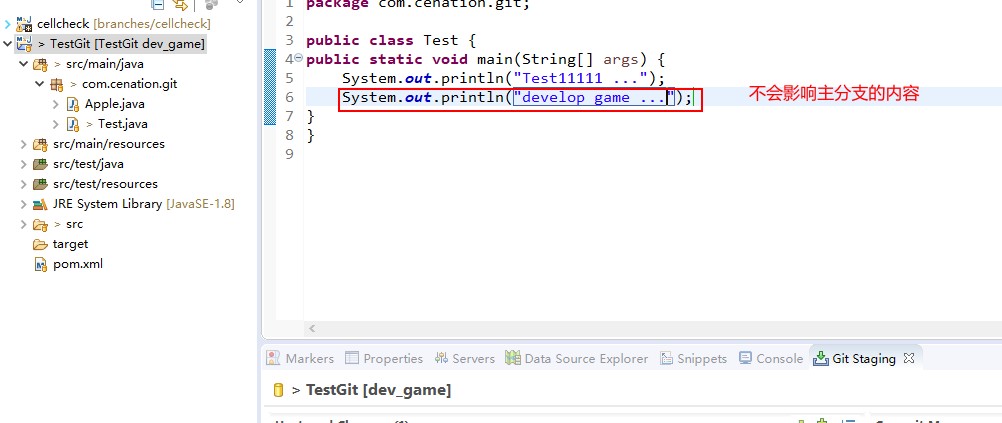 cellcheck [branches/cellcheck]
> TestGit [TestGit dev_game]
> src/main/java
> com.cenation.git
Apple.java
> Test.java
src/main/resources
src/test/java
src/test/resources
JRE System Library [JavaSE-1.8]
> src
target
pom.xml
1 package com.cenation.git;
2
3 public class Test {
4 public static void main(String[] args) {
5 System.out.println("Test11111 ...");
6 System.out.println("develop game ...");
7 }
8 }
9
不会影响主分支的内容
Markers Properties Servers Data Source Explorer Snippets Console Git Staging
> TestGit [dev_game]